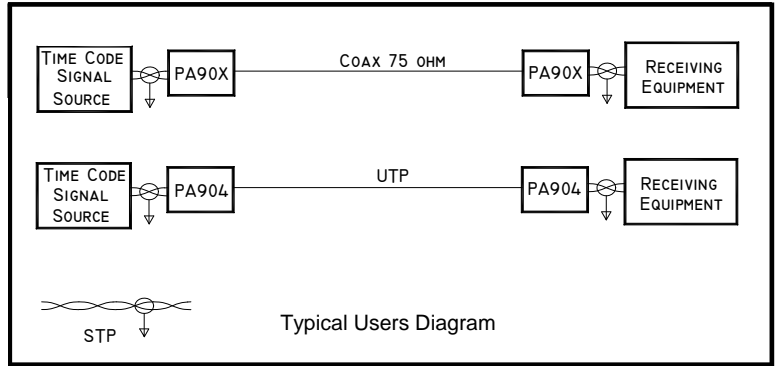 TIME CODE
SIGNAL
SOURCE
PA90X
COAX 75 OHM
PA90X
RECEIVING
EQUIPMENT
TIME CODE
SIGNAL
SOURCE
PA904
UTP
PA904
RECEIVING
EQUIPMENT
STP
Typical Users Diagram